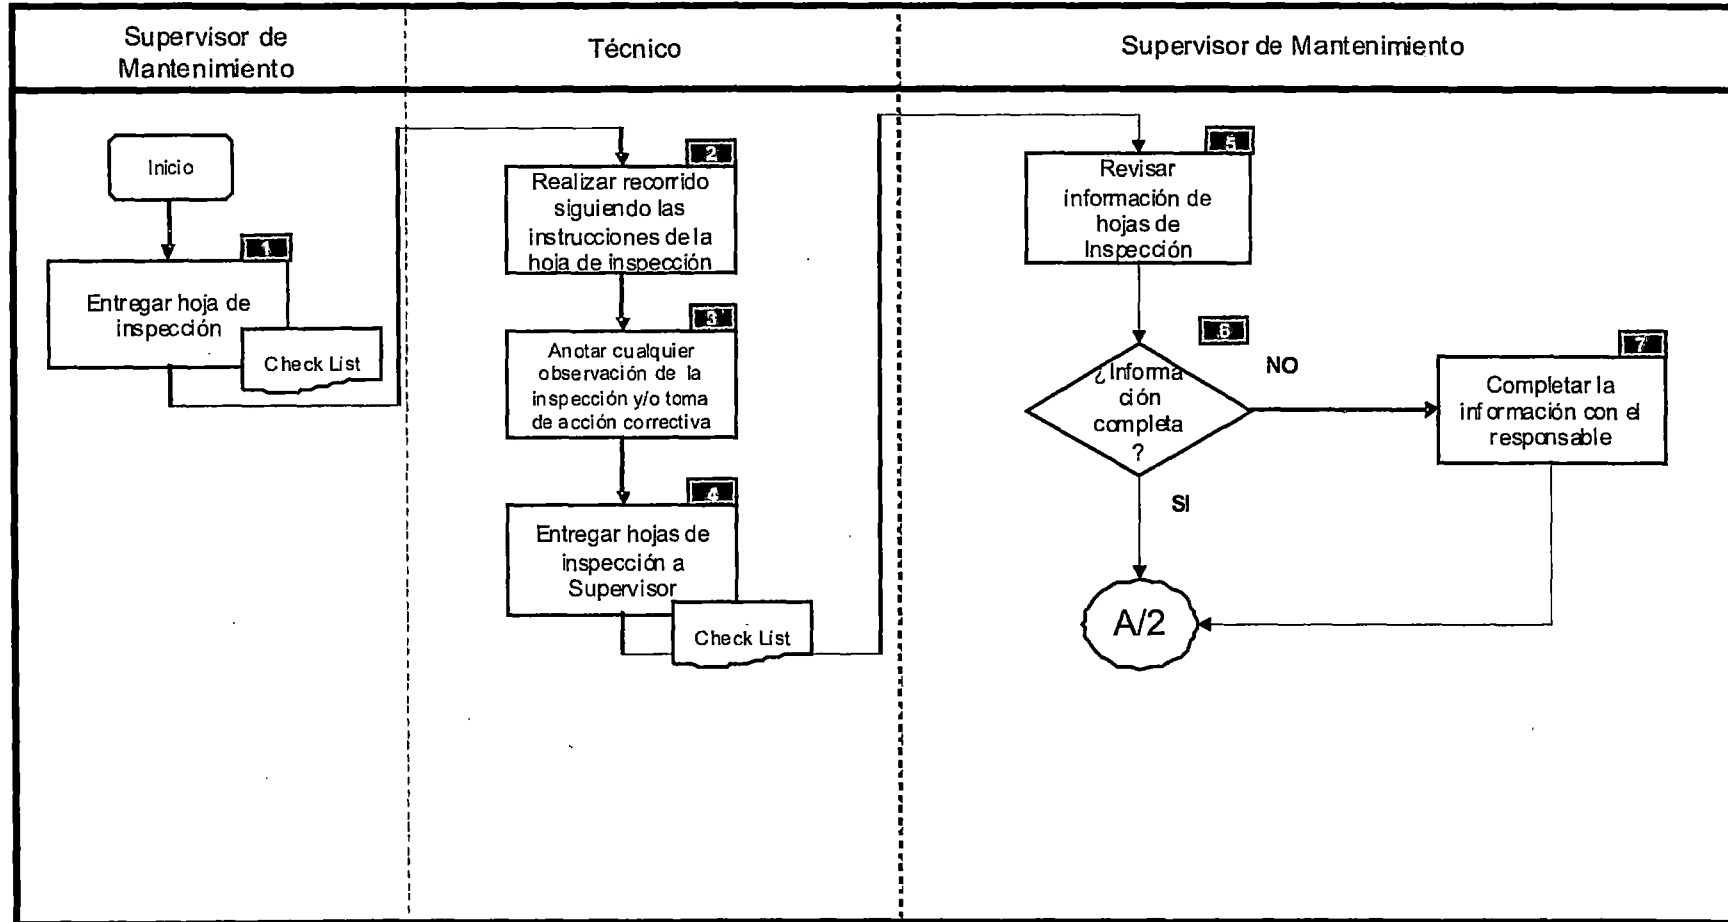 Supervisor de
Mantenimiento
Técnico
Supervisor de Mantenimiento
Inicio
1
Entregar hoja de
inspección
Check List
2
Realizar recorrido
siguiendo las
instrucciones de la
hoja de inspección
3
Anotar cualquier
observación de la
inspección y/o toma
de acción correctiva
4
Entregar hojas de
inspección a
Supervisor
Check List
5
Revisar
información de
hojas de
Inspección
6
¿Informa
ción
completa
?
NO
SI
7
Completar la
información con el
responsable
A/2